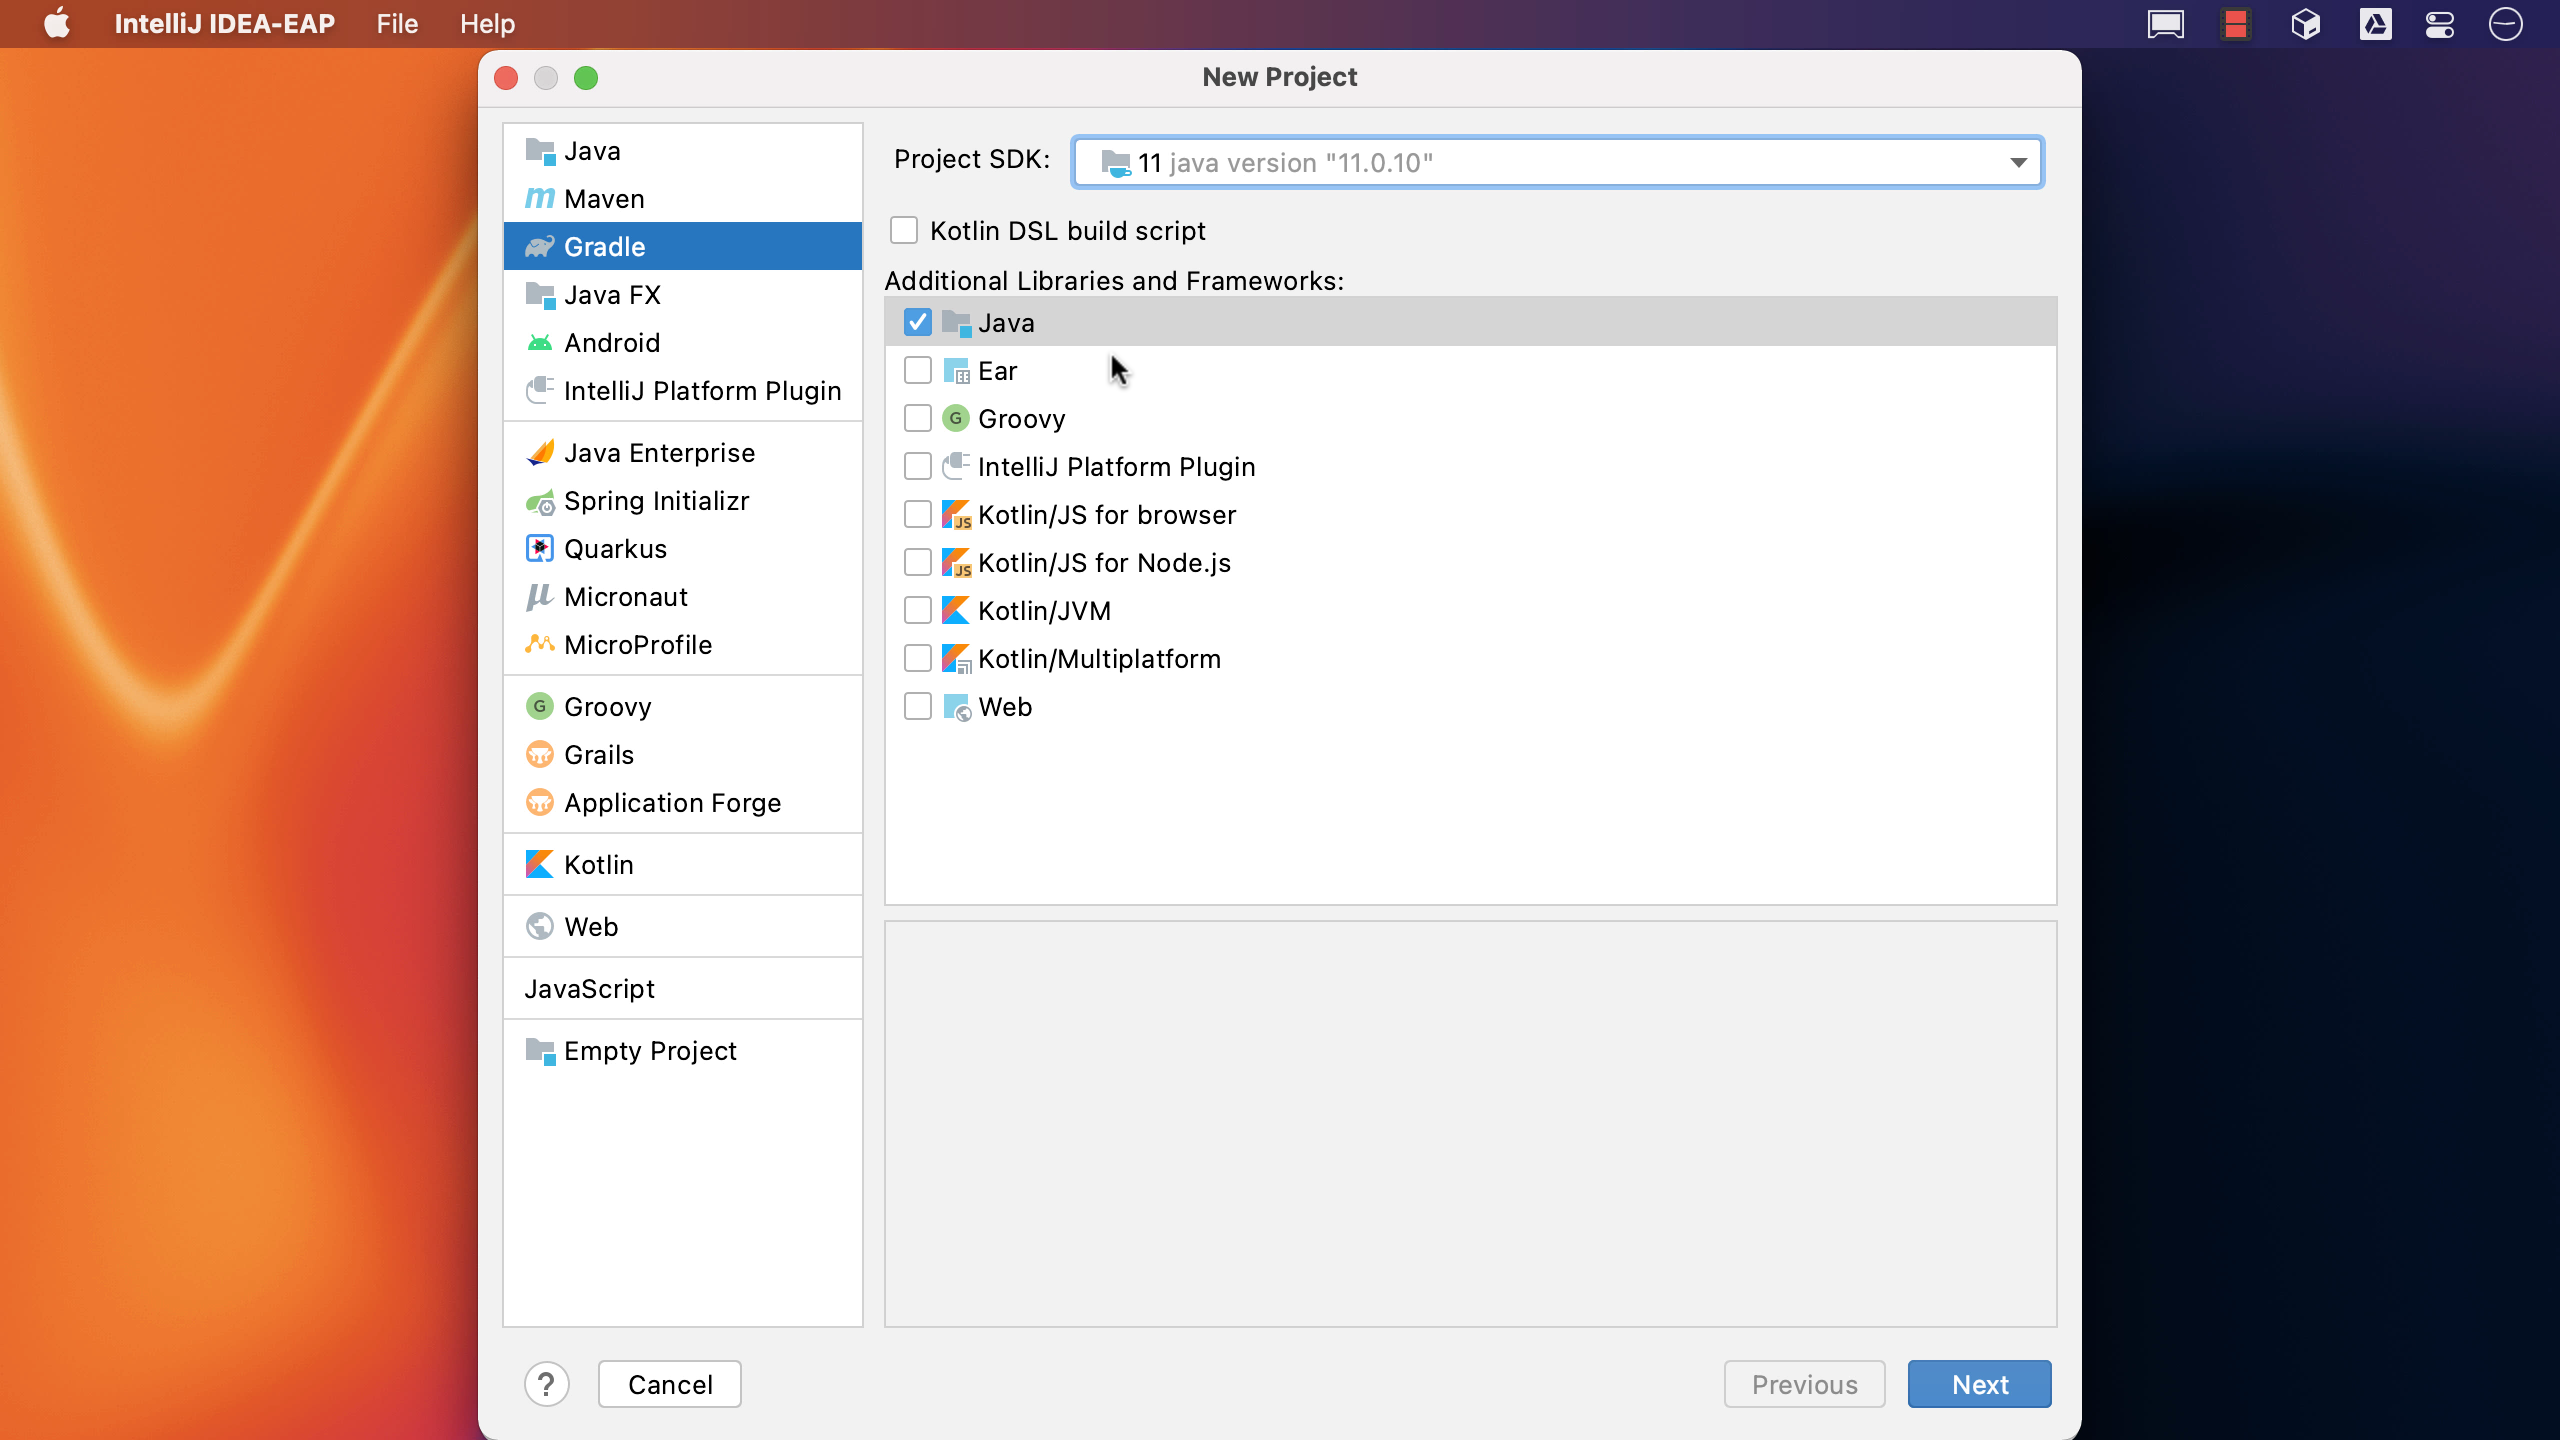 IntelliJ IDEA-EAP File Help
New Project
Java
Maven
Gradle
Java FX
Android
IntelliJ Platform Plugin
Java Enterprise
Spring Initializr
Quarkus
Micronaut
MicroProfile
Groovy
Grails
Application Forge
Kotlin
Web
JavaScript
Empty Project
Project SDK: 11 java version "11.0.10"
Kotlin DSL build script
Additional Libraries and Frameworks:
Java
Ear
Groovy
IntelliJ Platform Plugin
Kotlin/JS for browser
Kotlin/JS for Node.js
Kotlin/JVM
Kotlin/Multiplatform
Web
? Cancel Previous Next